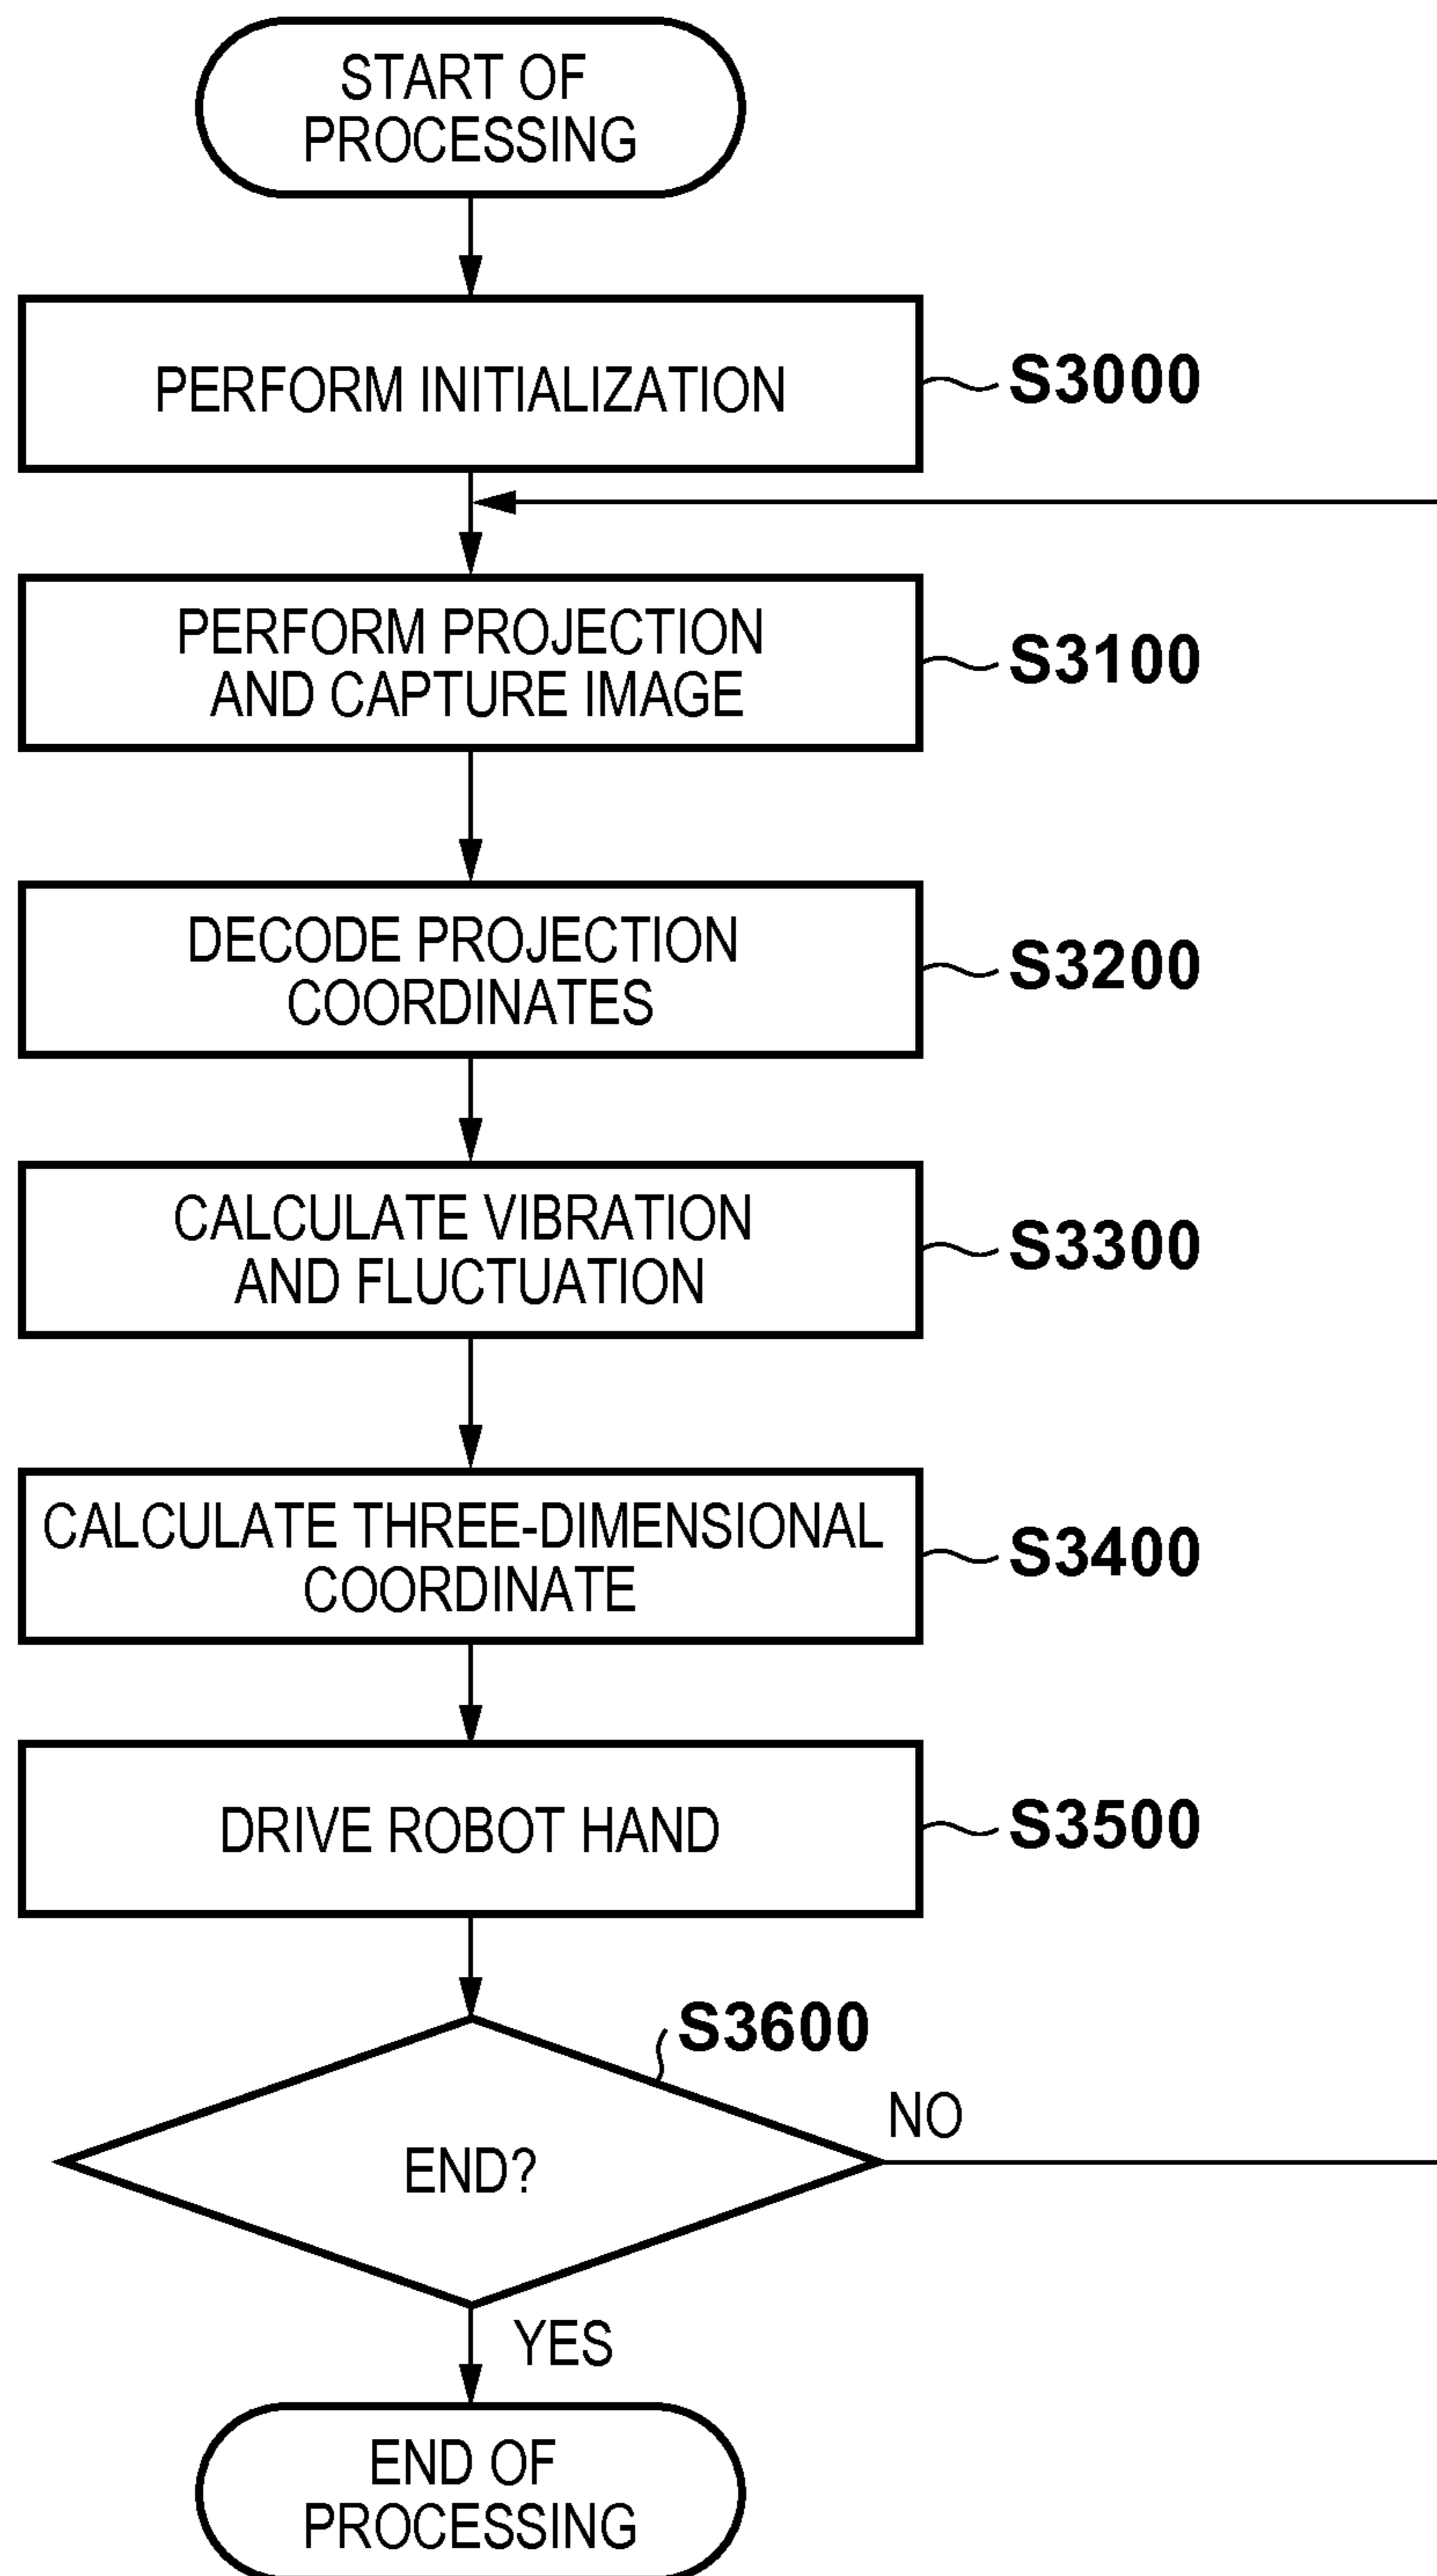 START OF
PROCESSING
PERFORM INITIALIZATION
S3000
PERFORM PROJECTION
AND CAPTURE IMAGE
S3100
DECODE PROJECTION
COORDINATES
S3200
CALCULATE VIBRATION
AND FLUCTUATION
S3300
CALCULATE THREE-DIMENSIONAL
COORDINATE
S3400
DRIVE ROBOT HAND
S3500
S3600
END?
NO
YES
END OF
PROCESSING